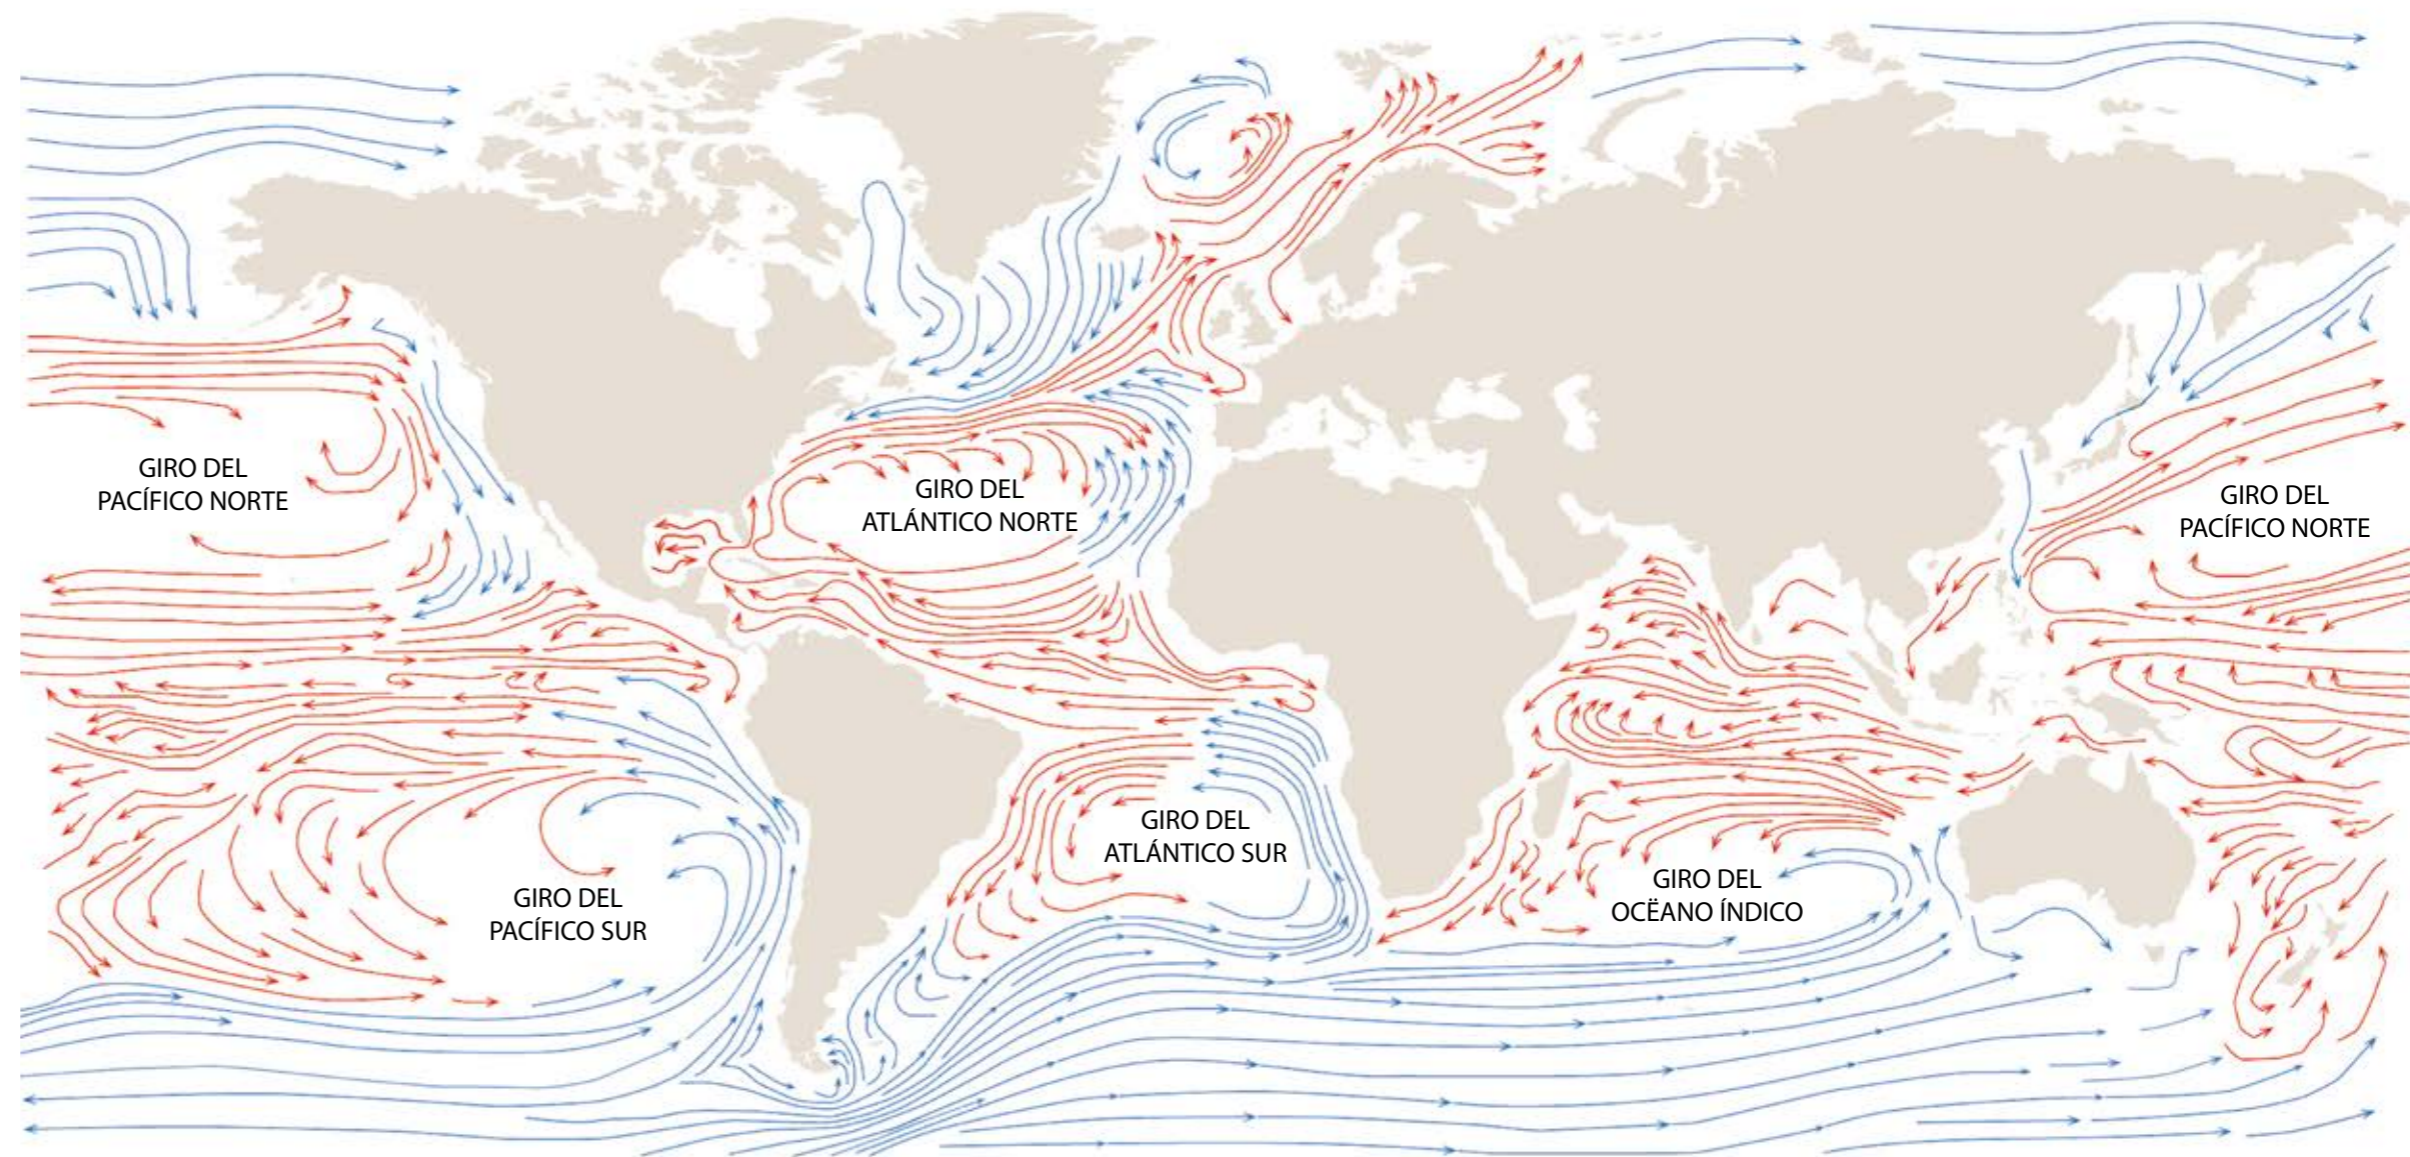 GIRO DEL
PACÍFICO NORTE
GIRO DEL
ATLÁNTICO NORTE
GIRO DEL
PACÍFICO NORTE
GIRO DEL
ATLÁNTICO SUR
GIRO DEL
PACÍFICO SUR
GIRO DEL
OCËANO ÍNDICO